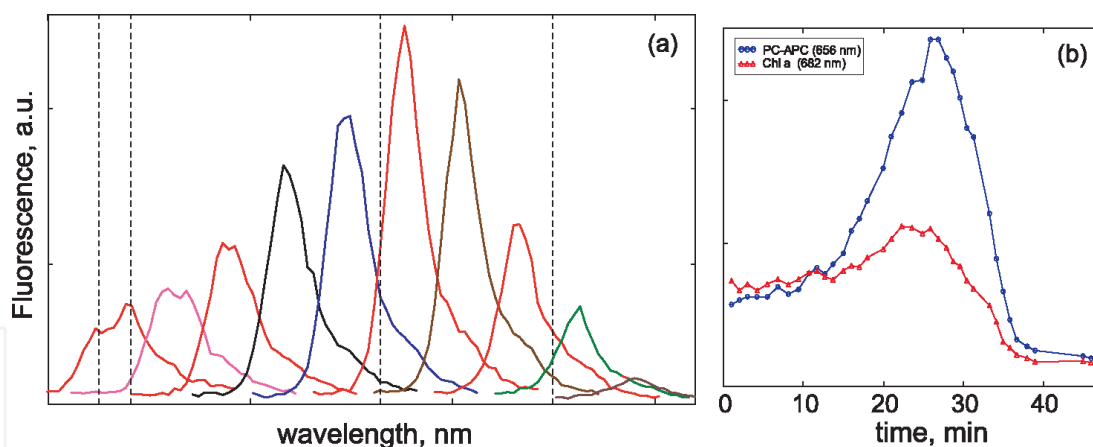 (a)
Fluorescence, a.u.
wavelength, nm
PC-APC (656 nm)
Chl a (682 nm)
(b)
0 10 20 30 40
time, min